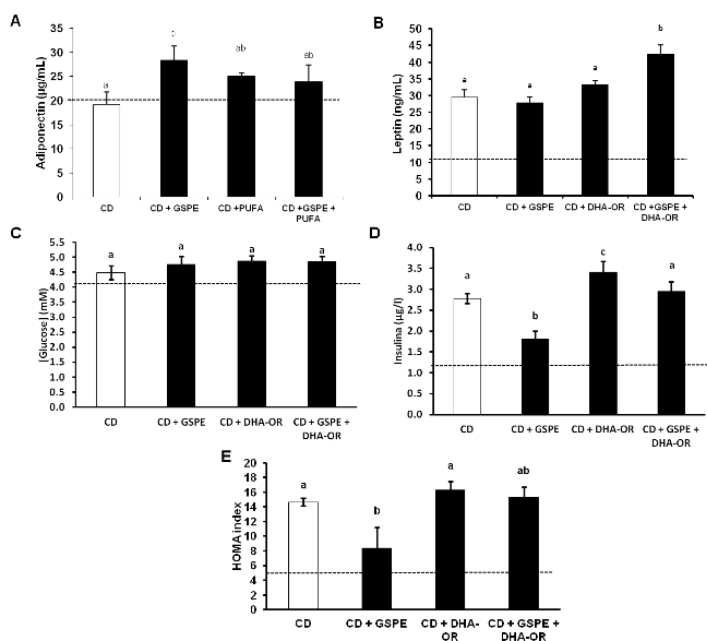 A
Adiponectin (µg/mL)
35
30
25
20
15
10
5
0
a
ab
ab
CD
CD + GSPE
CD +PUFA
CD +GSPE +
PUFA
B
Leptin (ng/mL)
50
45
40
35
30
25
20
15
10
5
0
a
a
a
b
CD
CD + GSPE
CD + DHA-OR
CD +GSPE +
DHA-OR
C
[Glucose] (mM)
5.0
4.5
4.0
3.5
3.0
2.5
2.0
1.5
1.0
0.5
0.0
a
a
a
a
CD
CD + GSPE
CD + DHA-OR
CD + GSPE +
DHA-OR
D
Insulina (µg/l)
4.0
3.5
3.0
2.5
2.0
1.5
1.0
0.5
0.0
a
b
c
a
CD
CD + GSPE
CD + DHA-OR
CD + GSPE +
DHA-OR
E
HOMA index
20
18
16
14
12
10
8
6
4
2
0
a
b
a
ab
CD
CD + GSPE
CD + DHA-
OR
CD + GSPE +
DHA-OR